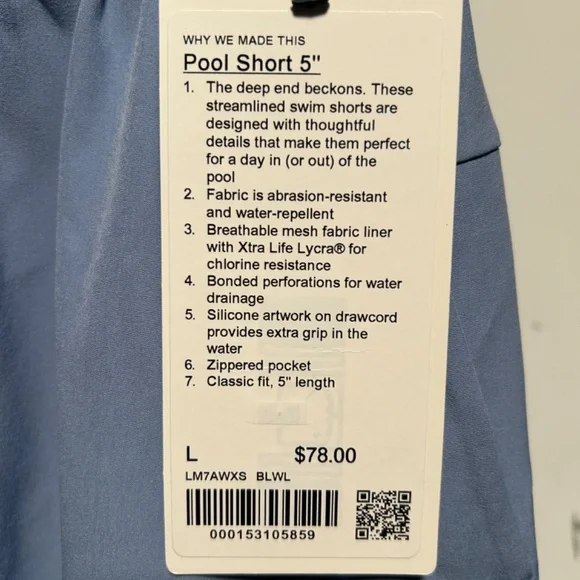 WHY WE MADE THIS
Pool Short 5"
1. The deep end beckons. These
streamlined swim shorts are
designed with thoughtful
details that make them perfect
for a day in (or out) of the
pool
2. Fabric is abrasion-resistant
and water-repellent
3. Breathable mesh fabric liner
with Xtra Life Lycra® for
chlorine resistance
4. Bonded perforations for water
drainage
5. Silicone artwork on drawcord
provides extra grip in the
water
6. Zippered pocket
7. Classic fit, 5" length
L $78.00
LM7AWXS BLWL
000153105859